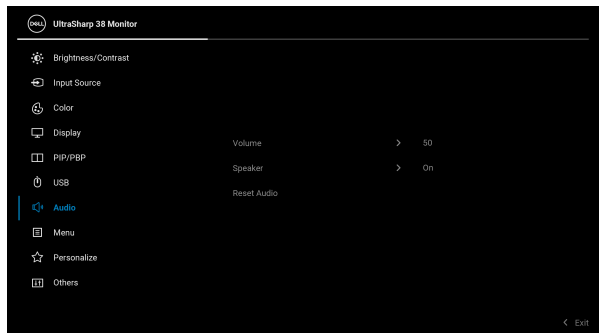 DELL UltraSharp 38 Monitor
Brightness/Contrast
Input Source
Color
Display
Volume > 50
PIP/PBP
Speaker > On
USB
Reset Audio
Audio
Menu
Personalize
Others
< Exit